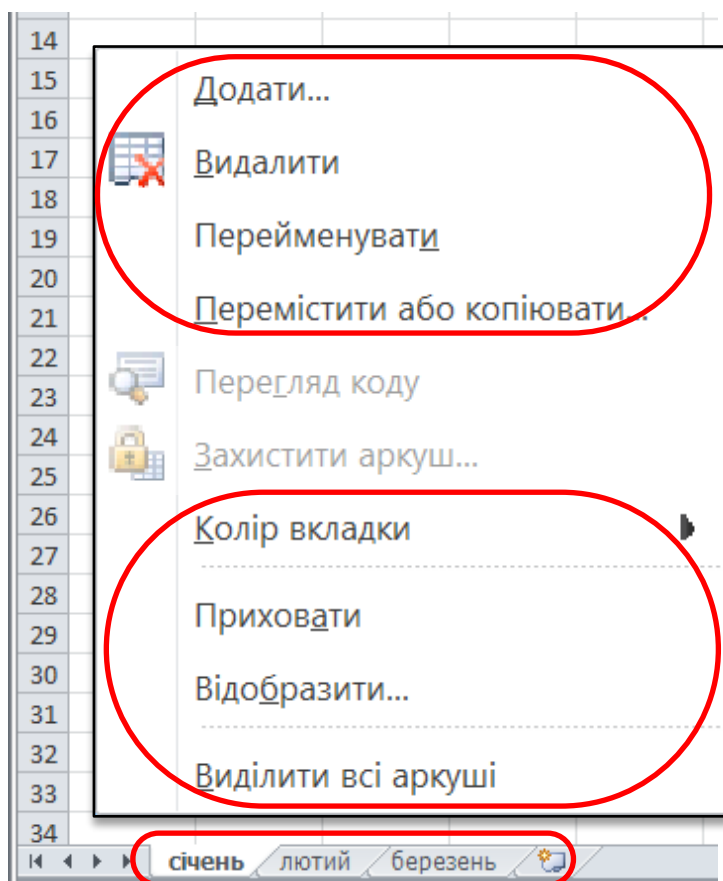 14
15
16
17
18
19
20
21
22
23
24
25
26
27
28
29
30
31
32
33
34
Додати...
Видалити
Перейменувати
Перемістити або копіювати...
Перегляд коду
Захистити аркуш...
Колір вкладки
Приховати
Відобразити...
Виділити всі аркуші
січень лютий березень